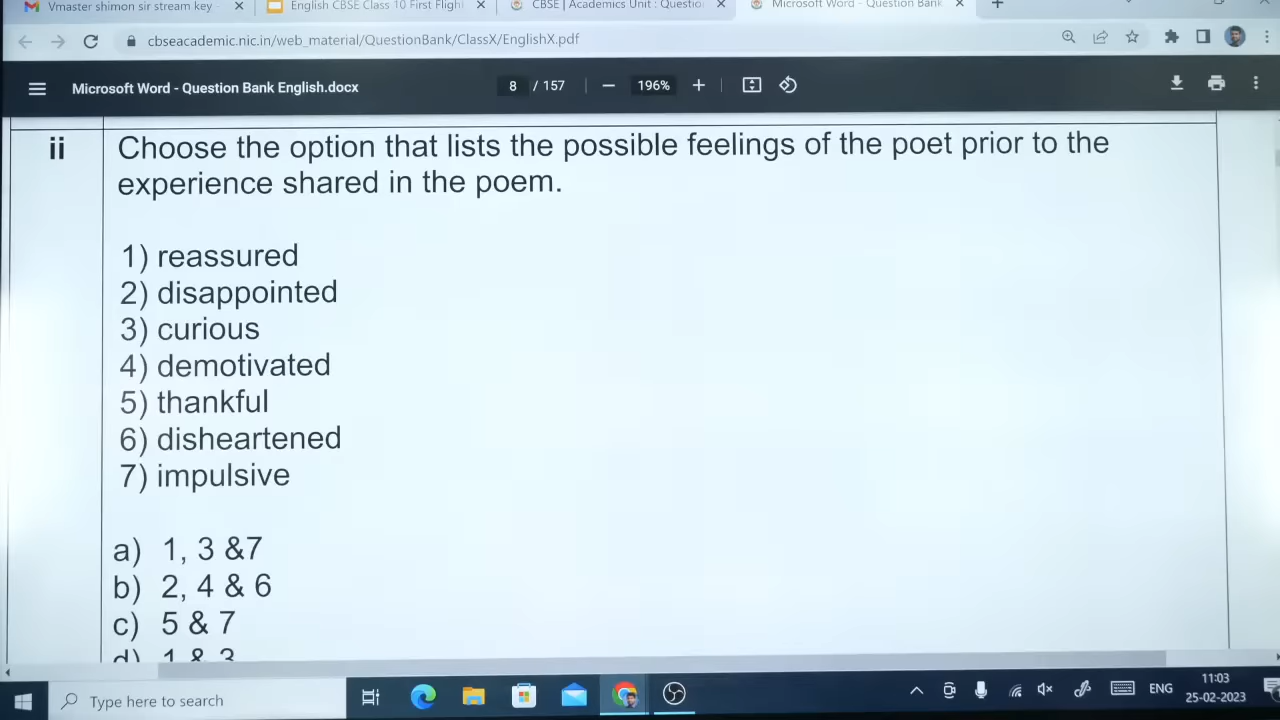 Vmaster shimon sir stream key
English CBSE Class 10 First Fligh
CBSE | Academics Unit : Questio
Microsoft Word - Question Bank
cbseacademic.nic.in/web_material/QuestionBank/ClassX/EnglishX.pdf
Microsoft Word - Question Bank English.docx
8 / 157
196%
ii
Choose the option that lists the possible feelings of the poet prior to the
experience shared in the poem.
1) reassured
2) disappointed
3) curious
4) demotivated
5) thankful
6) disheartened
7) impulsive
a) 1, 3 &7
b) 2, 4 & 6
c) 5 & 7
d) 1 & 3
Type here to search
ENG
11:03
25-02-2023